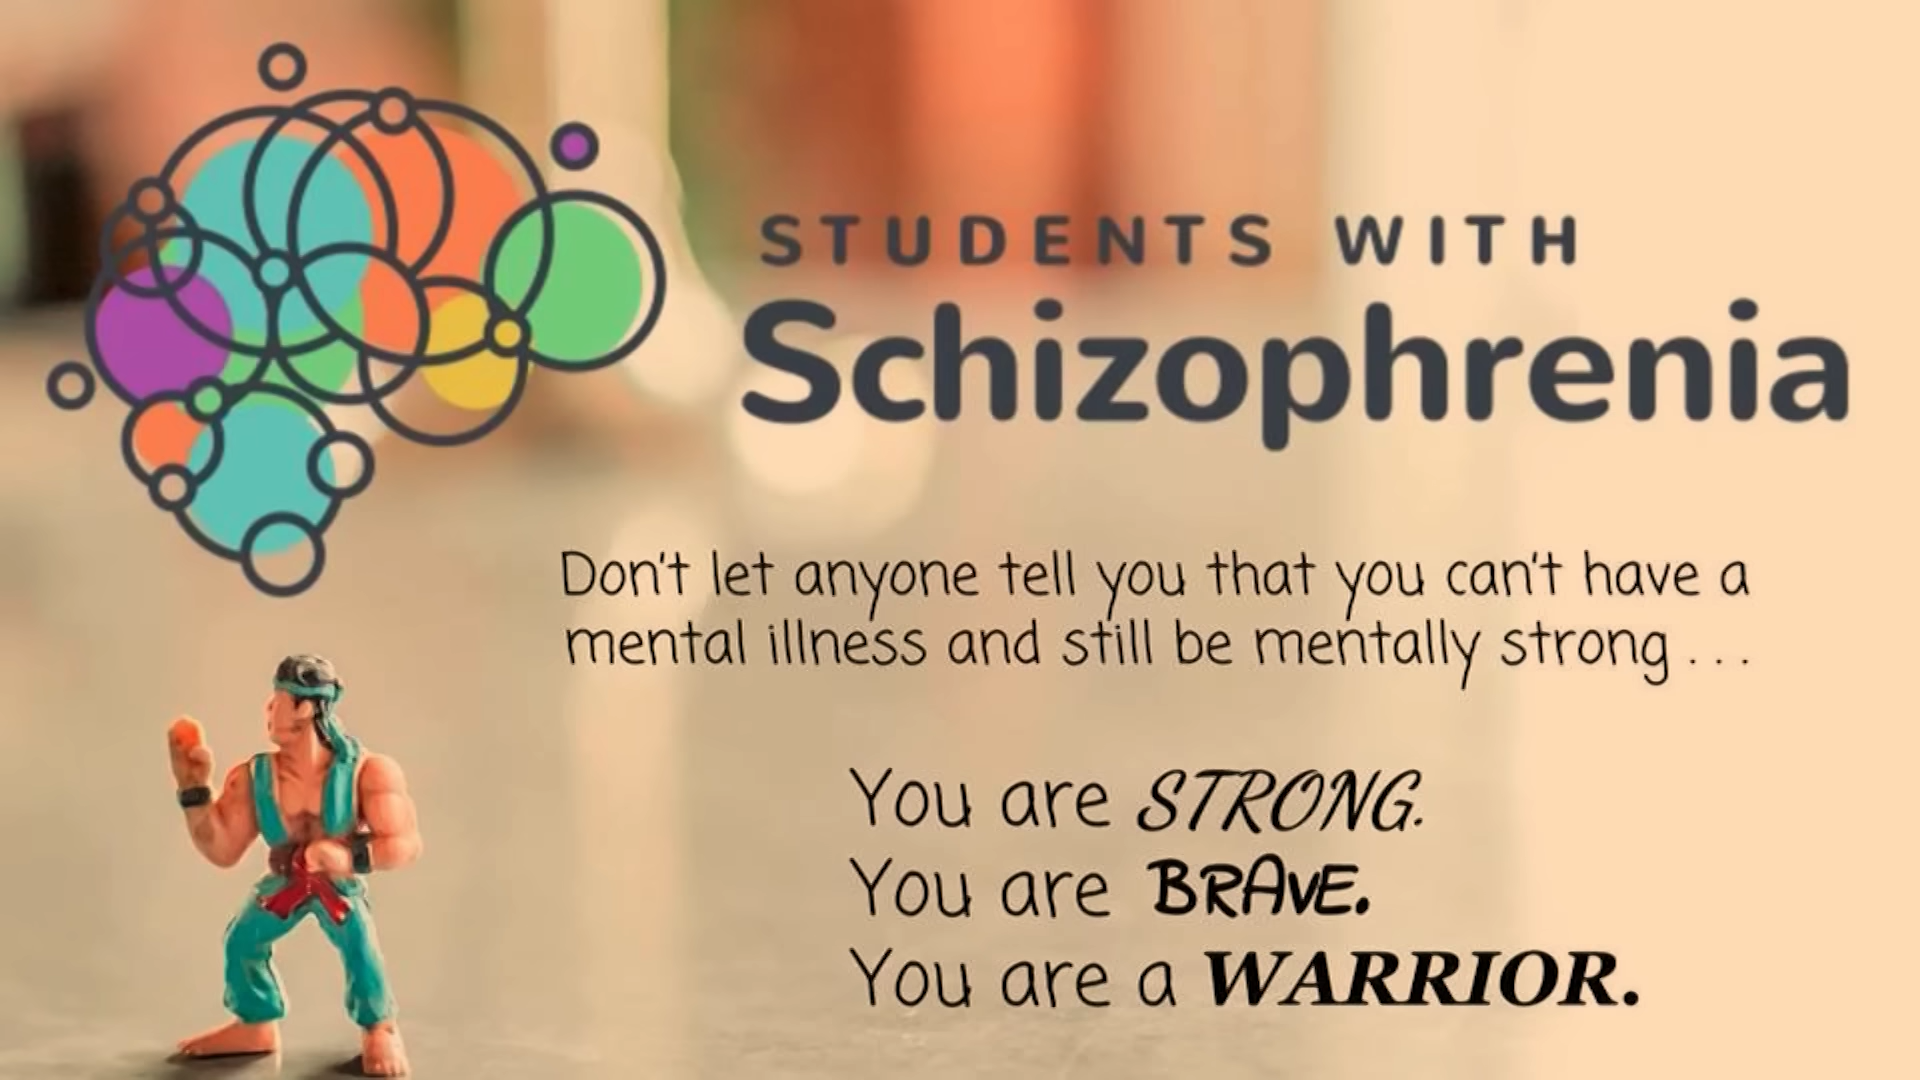 STUDENTS WITH
Schizophrenia
Don't let anyone tell you that you can't have a
mental illness and still be mentally strong . . .
You are STRONG.
You are BRAVE.
You are a WARRIOR.